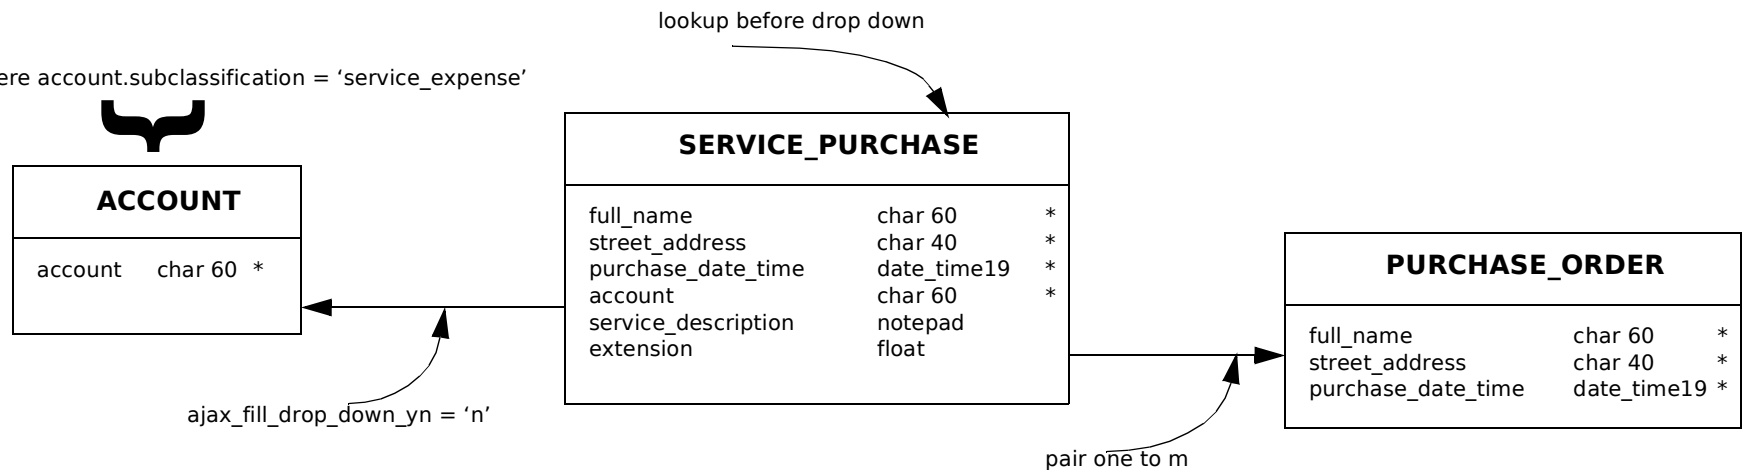 lookup before drop down
ere account.subclassification = ‘service_expense’
ACCOUNT
account char 60 *
ajax_fill_drop_down_yn = ‘n’
SERVICE_PURCHASE
full_name char 60 *
street_address char 40 *
purchase_date_time date_time19 *
account char 60 *
service_description notepad
extension float
PURCHASE_ORDER
full_name char 60 *
street_address char 40 *
purchase_date_time date_time19 *
pair one to m